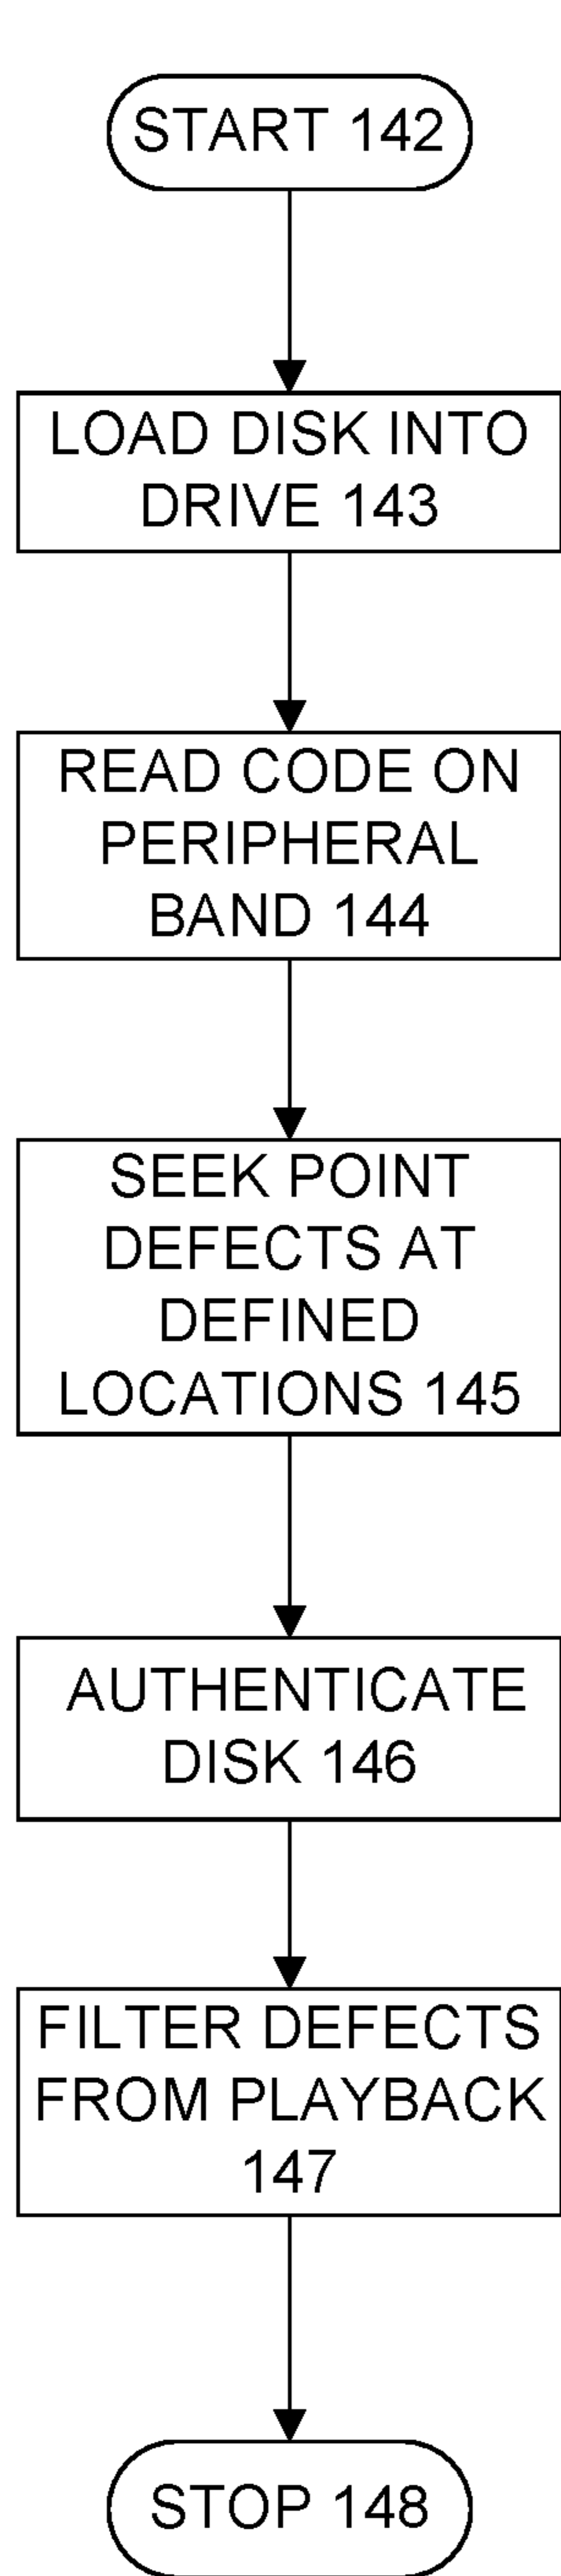 START 142
LOAD DISK INTO
DRIVE 143
READ CODE ON
PERIPHERAL
BAND 144
SEEK POINT
DEFECTS AT
DEFINED
LOCATIONS 145
AUTHENTICATE
DISK 146
FILTER DEFECTS
FROM PLAYBACK
147
STOP 148